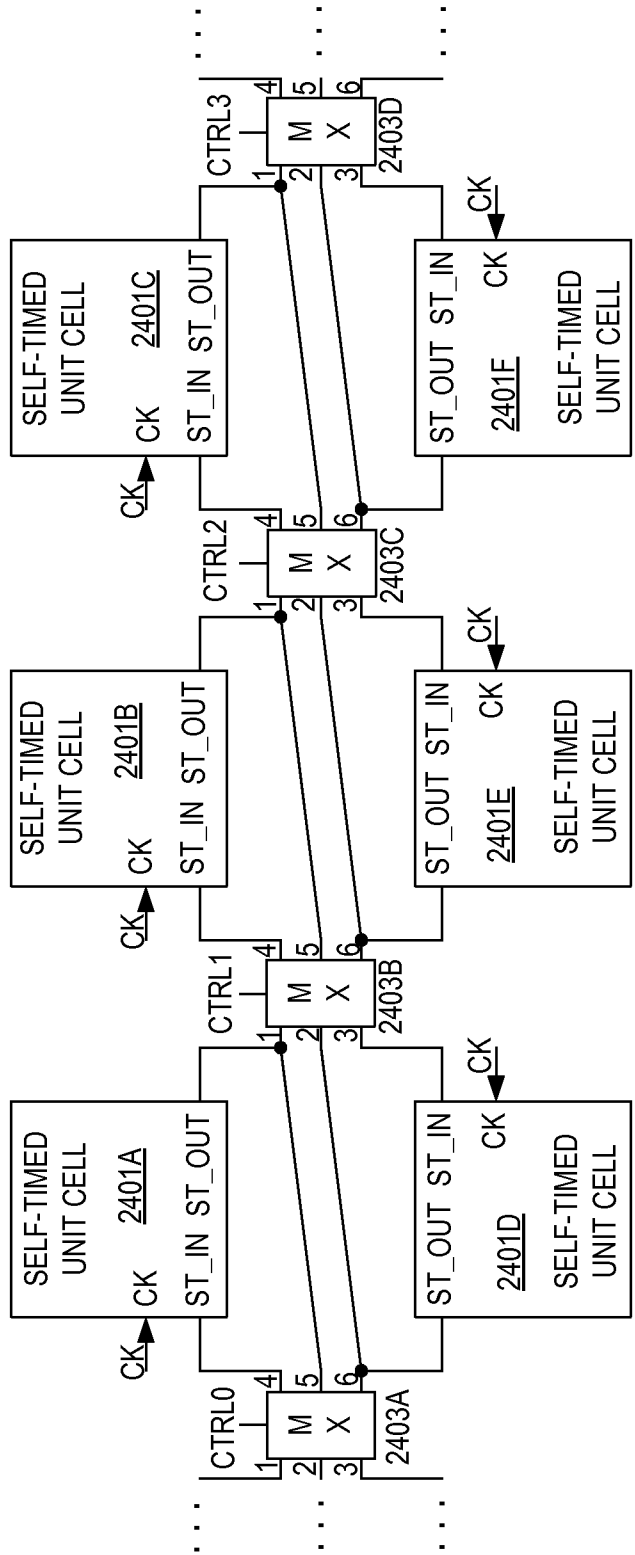 SELF-TIMED
UNIT CELL
2401A
CK
CK
ST_IN ST_OUT
SELF-TIMED
UNIT CELL
2401B
CK
CK
ST_IN ST_OUT
SELF-TIMED
UNIT CELL
2401C
CK
CK
ST_IN ST_OUT
CTRL0
1
2
3
M
X
4
5
6
2403A
CTRL1
1
2
3
M
X
4
5
6
2403B
CTRL2
1
2
3
M
X
4
5
6
2403C
CTRL3
1
2
3
M
X
4
5
6
2403D
ST_OUT ST_IN
CK
CK
2401D
SELF-TIMED
UNIT CELL
ST_OUT ST_IN
CK
CK
2401E
SELF-TIMED
UNIT CELL
ST_OUT ST_IN
CK
CK
2401F
SELF-TIMED
UNIT CELL